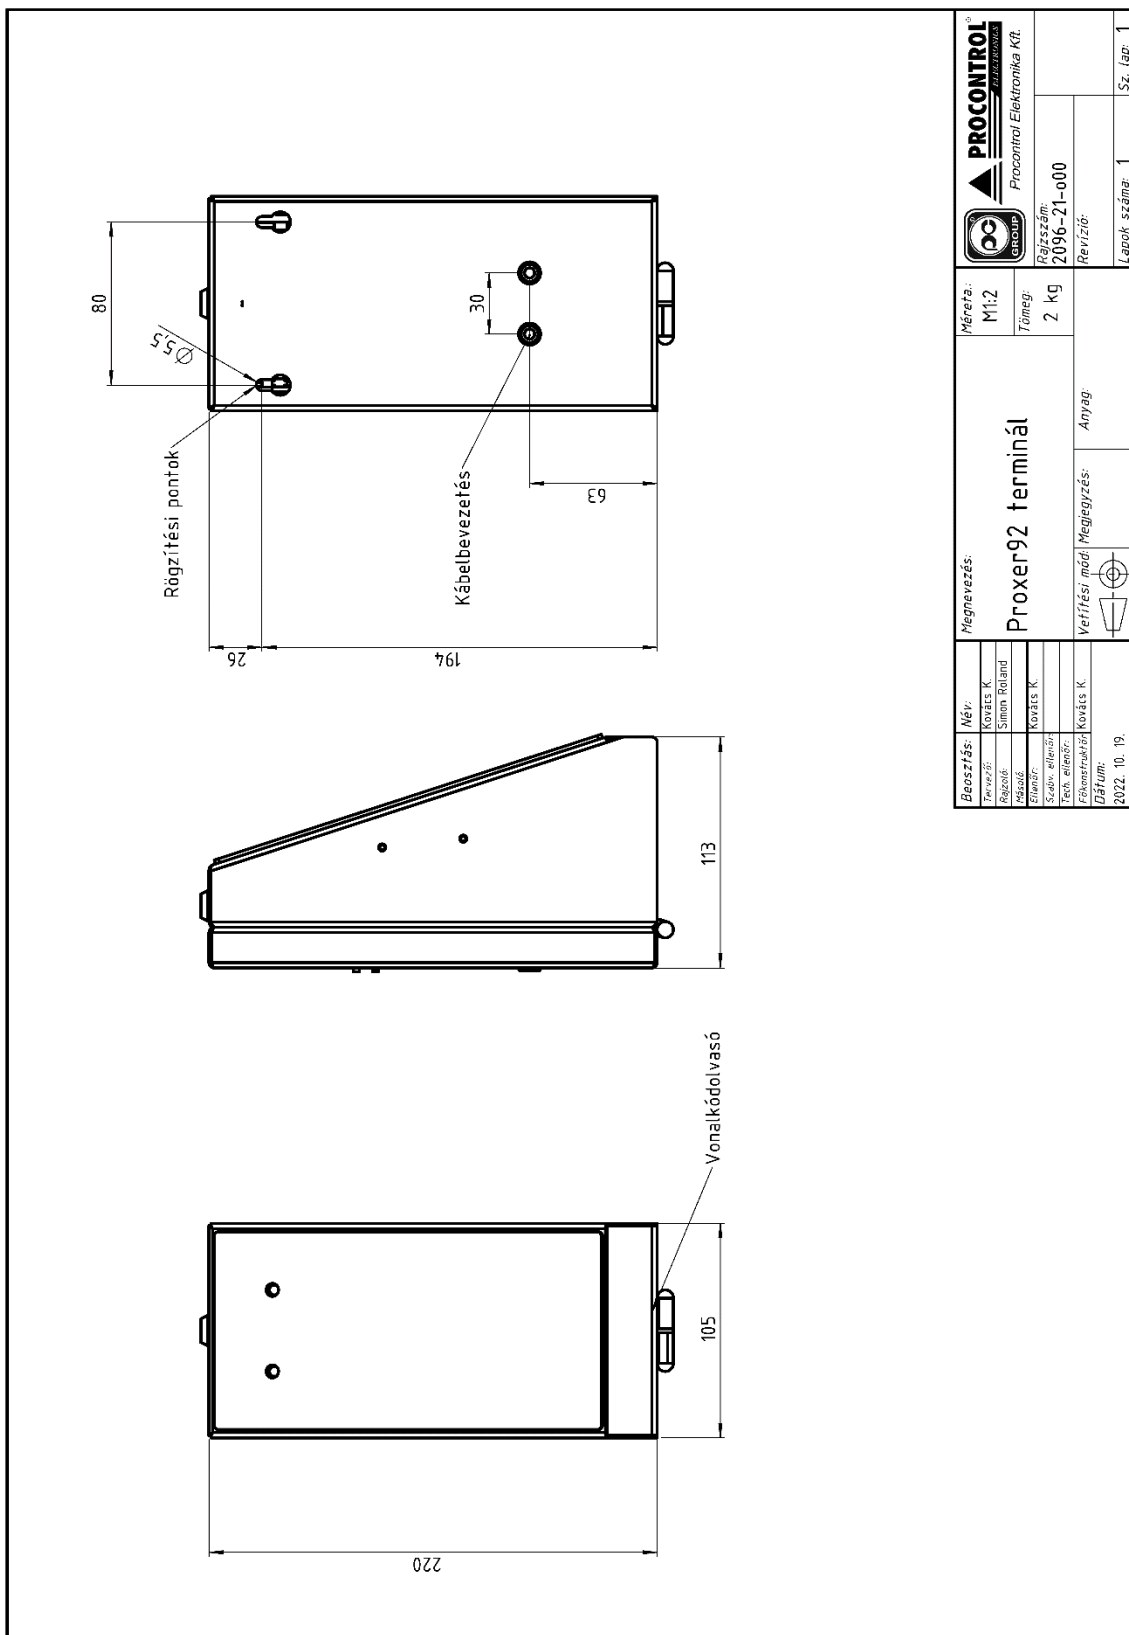 80
Ø5,5
Rögzítési pontok
30
Kábelbevezetés
63
26
194
113
Vonalkódolvasó
105
220
PROCONTROL
ELECTRONICS
Procontrol Elektronika Kft.
pc
GROUP
Beosztás: Név:
Tervező: Kovács K.
Rajzoló: Simon Roland
Másoló:
Ellenőr: Kovács K.
Szabv. ellenőr:
Tech. ellenőr:
Főkonstruktőr: Kovács K.
Dátum:
2022. 10. 19.
Megnevezés:
Proxer92 terminál
Vetítési mód:
Megjegyzés:
Anyag:
Méreta.:
M1:2
Tömeg:
2 kg
Rajzszám:
2096-21-o00
Revízió:
Lapok száma: 1
Sz. lap: 1